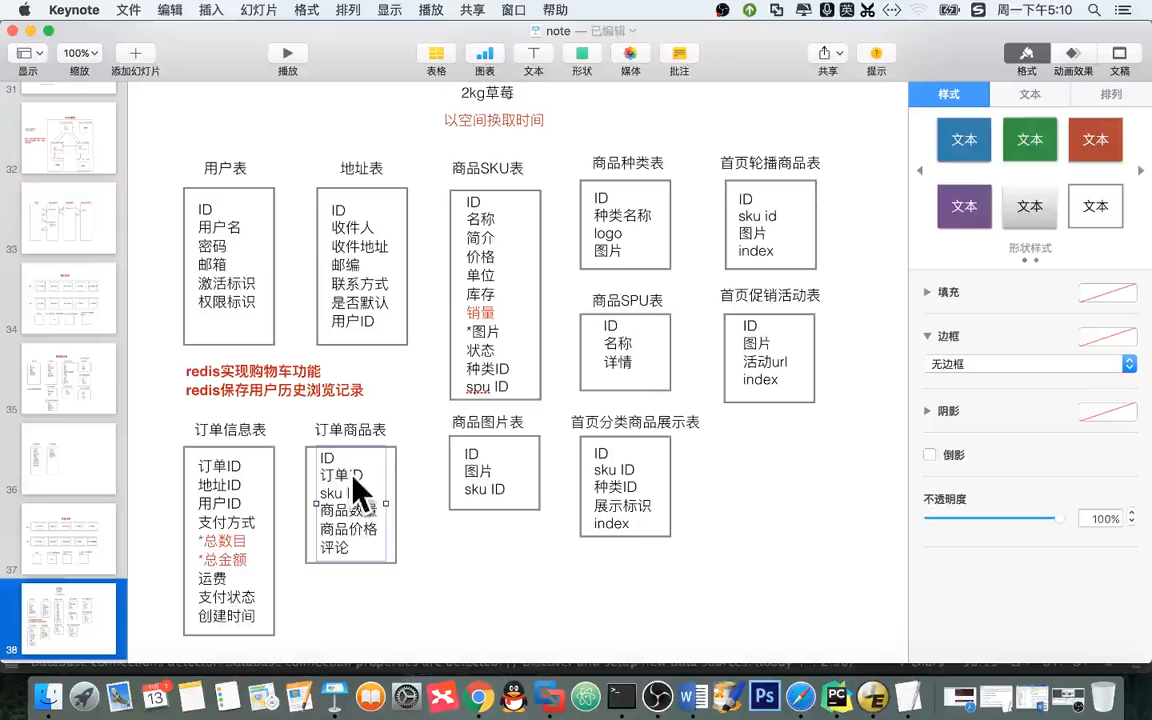 Keynote 文件 编辑 插入 幻灯片 格式 排列 显示 播放 共享 窗口 帮助
英
周一下午5:10
note — 已编辑
100%
显示 缩放 添加幻灯片 播放 表格 图表 文本 形状 媒体 批注 共享 提示 格式 动画效果 文稿
31
32
33
34
35
36
37
38
2kg草莓
以空间换取时间
用户表
ID
用户名
密码
邮箱
激活标识
权限标识
地址表
ID
收件人
收件地址
邮编
联系方式
是否默认
用户ID
商品SKU表
ID
名称
简介
价格
单位
库存
销量
*图片
状态
种类ID
spu ID
商品种类表
ID
种类名称
logo
图片
首页轮播商品表
ID
sku id
图片
index
商品SPU表
ID
名称
详情
首页促销活动表
ID
图片
活动url
index
redis实现购物车功能
redis保存用户历史浏览记录
订单信息表
订单ID
地址ID
用户ID
支付方式
*总数目
*总金额
运费
支付状态
创建时间
订单商品表
ID
订单ID
sku
商品数量
商品价格
评论
商品图片表
ID
图片
sku ID
首页分类商品展示表
ID
sku ID
种类ID
展示标识
index
样式 文本 排列
文本 文本 文本
文本 文本 文本
形状样式
填充
边框
无边框
阴影
倒影
不透明度
100%